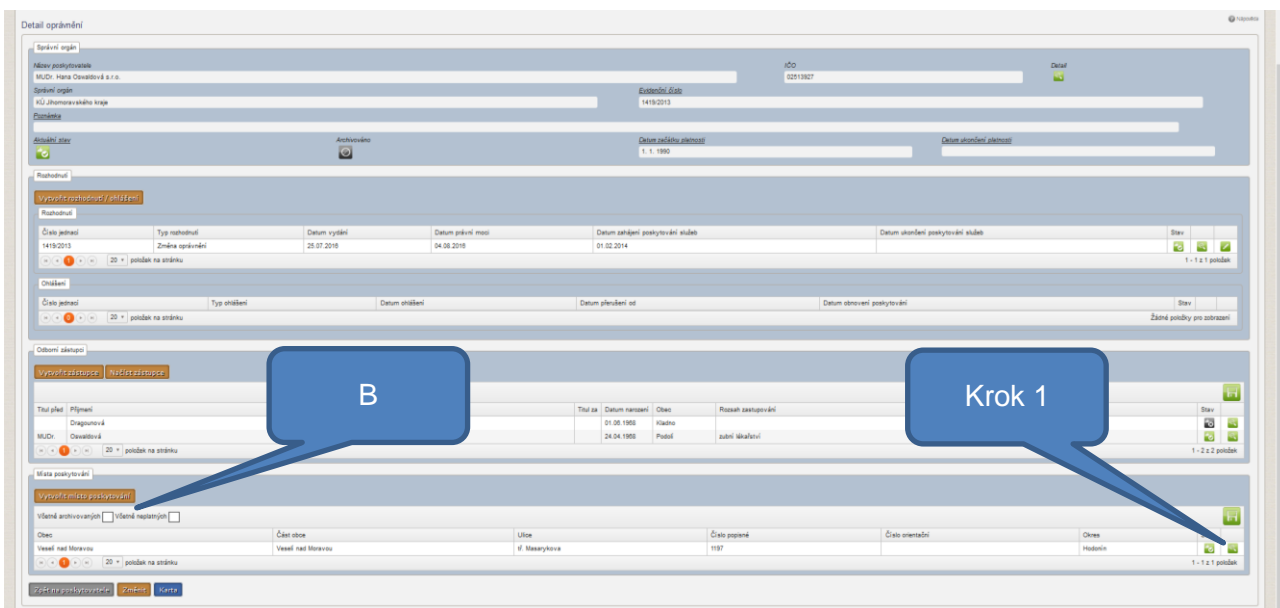 Detail oprávnění
Nápověda
Správní orgán
Název poskytovatele IČO Detail
MUDr. Hana Oswaldová s.r.o. 02513927
Správní orgán Evidenční číslo
KÚ Jihomoravského kraje 1419/2013
Poznámka
Aktuální stav Archivováno Datum začátku platnosti Datum ukončení platnosti
1. 1. 1990
Rozhodnutí
Vytvořit rozhodnutí / ohlášení
Rozhodnutí
Číslo jednací Typ rozhodnutí Datum vydání Datum právní moci Datum zahájení poskytování služeb Datum ukončení poskytování služeb Stav
1419/2013 Změna oprávnění 25.07.2016 04.08.2016 01.02.2014
1 20 položek na stránku 1 - 1 z 1 položek
Ohlášení
Číslo jednací Typ ohlášení Datum ohlášení Datum přerušení od Datum obnovení poskytování Stav
0 20 položek na stránku Žádné položky pro zobrazení
Odborní zástupci
Vytvořit zástupce Načíst zástupce
B
Krok 1
Titul před Příjmení Titul za Datum narození Obec Rozsah zastupování Stav
Dragounová 01.06.1968 Kladno
MUDr. Oswaldová 24.04.1968 Podolí zubní lékařství
1 20 položek na stránku 1 - 2 z 2 položek
Místa poskytování
Vytvořit místo poskytování
Včetně archivovaných Včetně neplatných
Obec Část obce Ulice Číslo popisné Číslo orientační Okres
Veselí nad Moravou Veselí nad Moravou tř. Masarykova 1197 Hodonín
1 20 položek na stránku 1 - 1 z 1 položek
Zpět na poskytovatele Změnit Karta